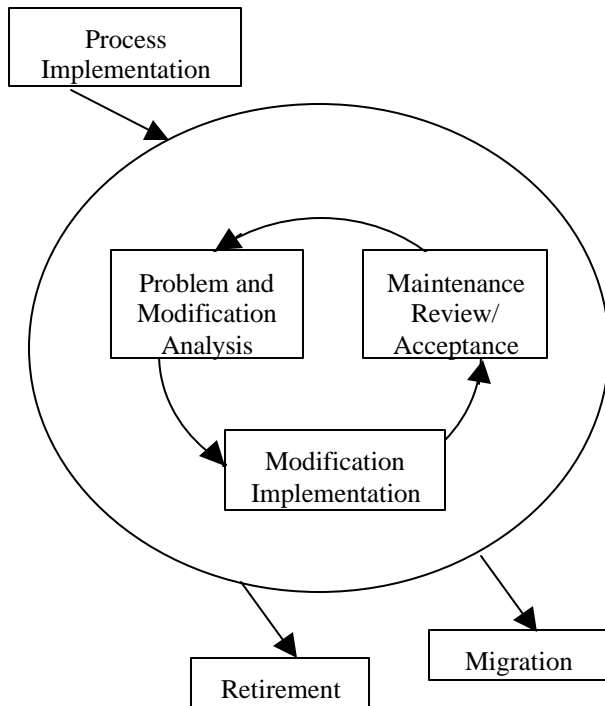 Process
Implementation
Problem and
Modification
Analysis
Maintenance
Review/
Acceptance
Modification
Implementation
Migration
Retirement